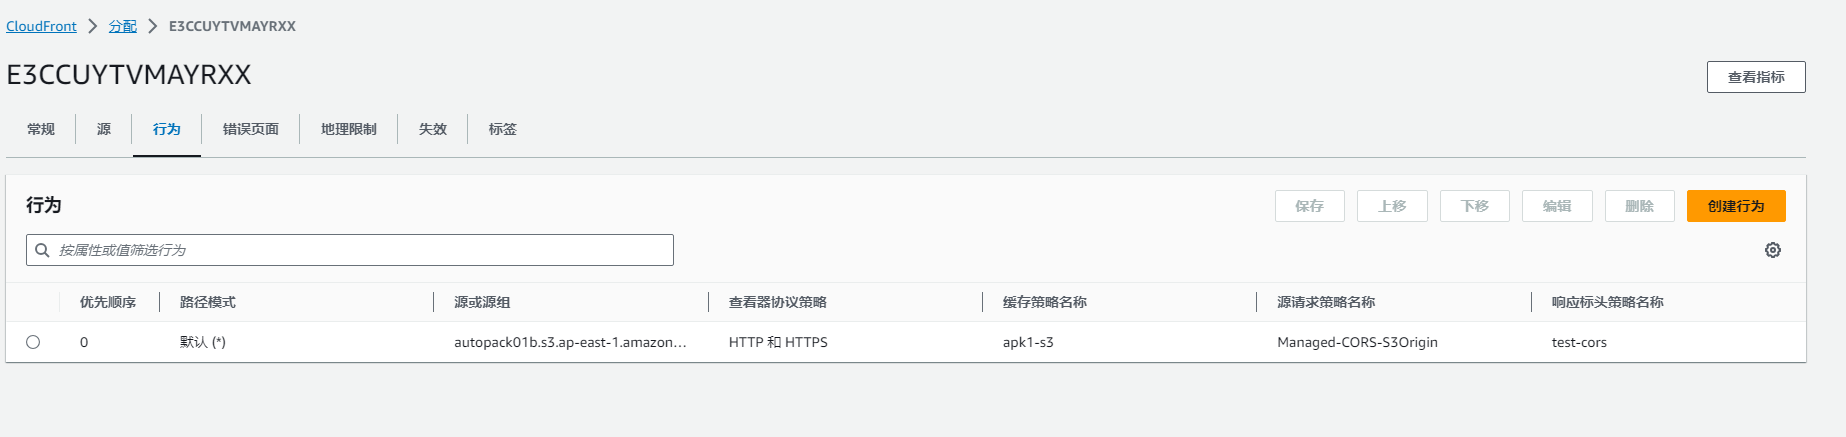 CloudFront > 分配 > E3CCUYTVMAYRXX
E3CCUYTVMAYRXX
查看指标
常规 源 行为 错误页面 地理限制 失效 标签
行为
保存 上移 下移 编辑 删除 创建行为
按属性或值筛选行为
优先顺序 路径模式 源或源组 查看器协议策略 缓存策略名称 源请求策略名称 响应标头策略名称
0 默认 (*) autopack01b.s3.ap-east-1.amazon... HTTP 和 HTTPS apk1-s3 Managed-CORS-S3Origin test-cors